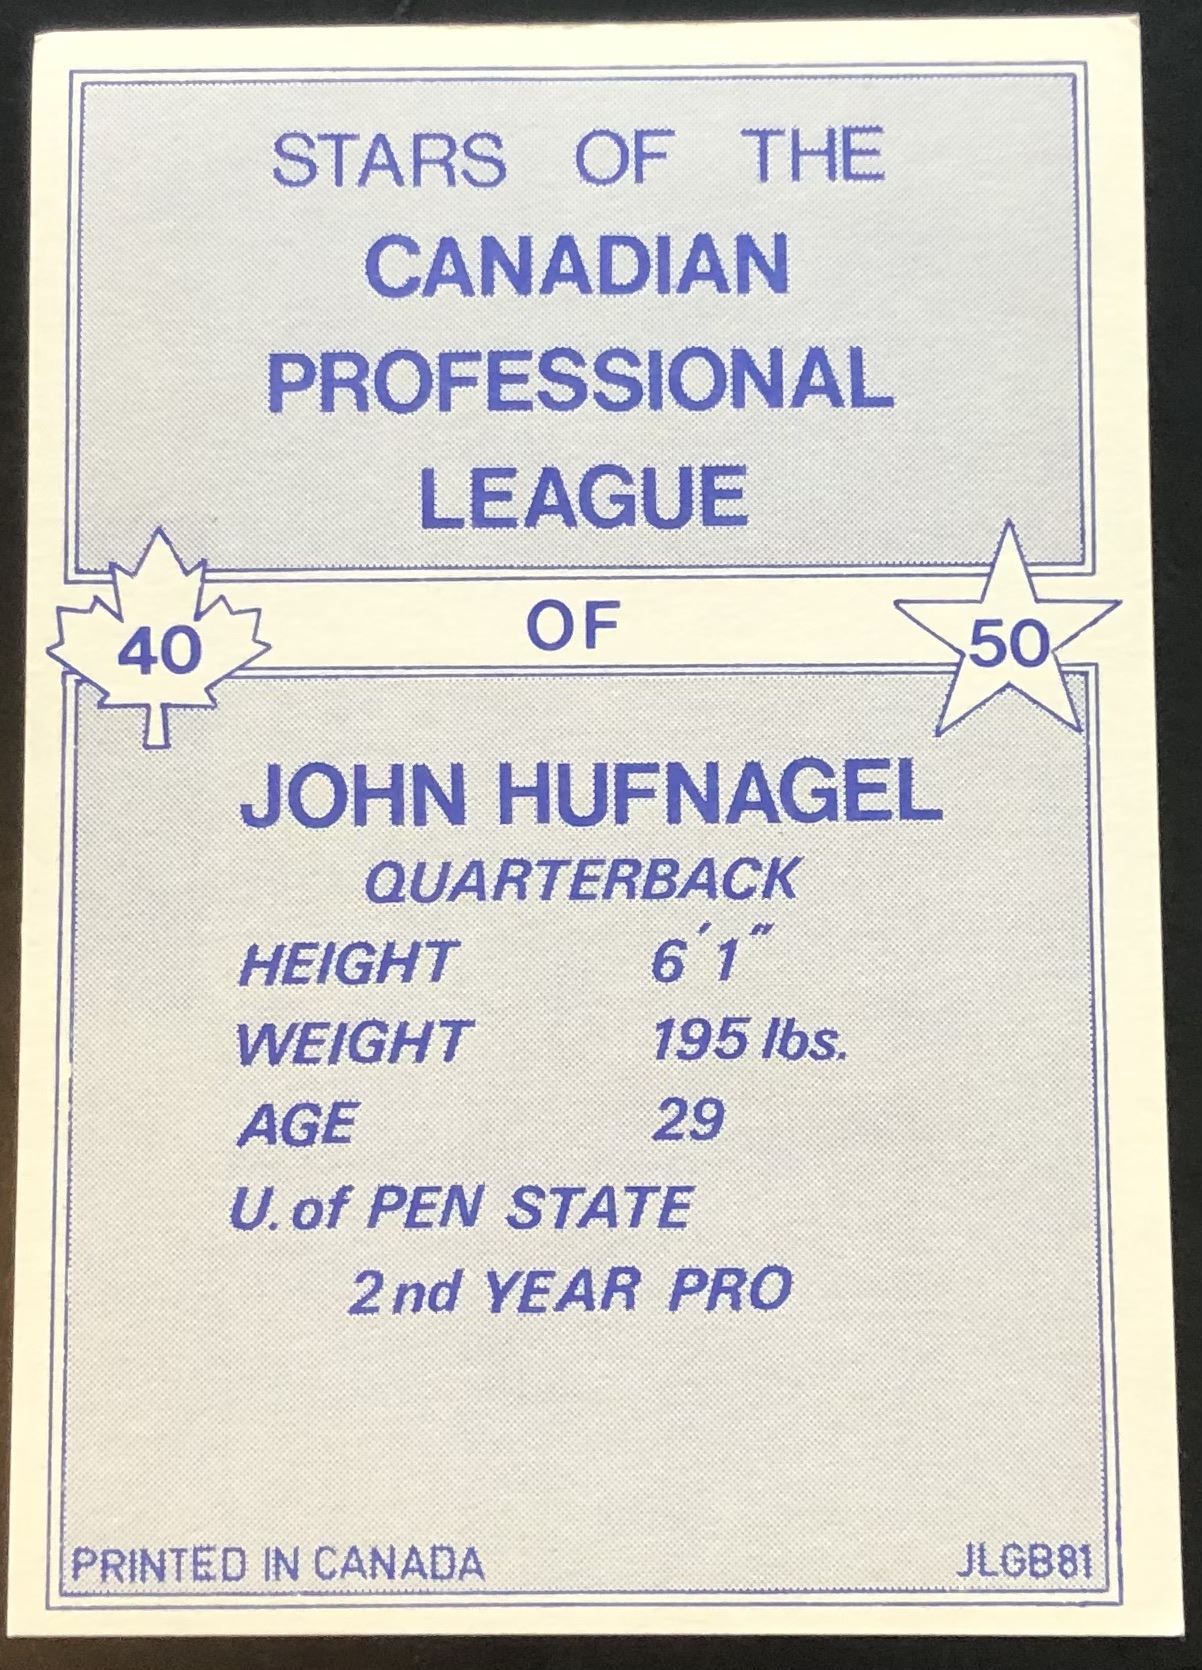 STARS OF THE
CANADIAN
PROFESSIONAL
LEAGUE
40 OF 50
JOHN HUFNAGEL
QUARTERBACK
HEIGHT 6'1"
WEIGHT 195 lbs.
AGE 29
U. of PEN STATE
2nd YEAR PRO
PRINTED IN CANADA JLGB81